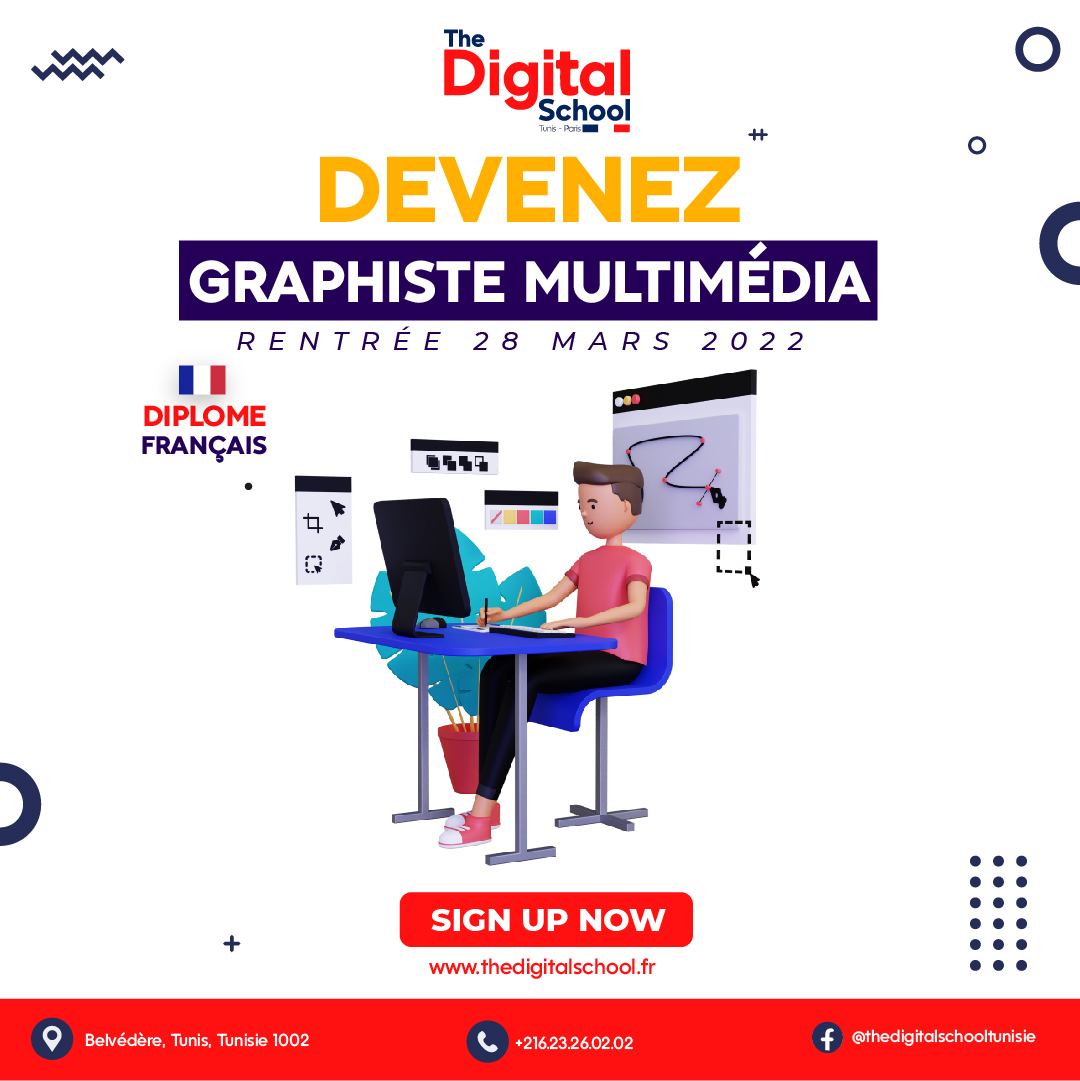 The
Digital
School
Tunis - Paris
DEVENEZ
GRAPHISTE MULTIMÉDIA
RENTRÉE 28 MARS 2022
DIPLOME
FRANÇAIS
SIGN UP NOW
www.thedigitalschool.fr
Belvédère, Tunis, Tunisie 1002
+216.23.26.02.02
@thedigitalschooltunisie